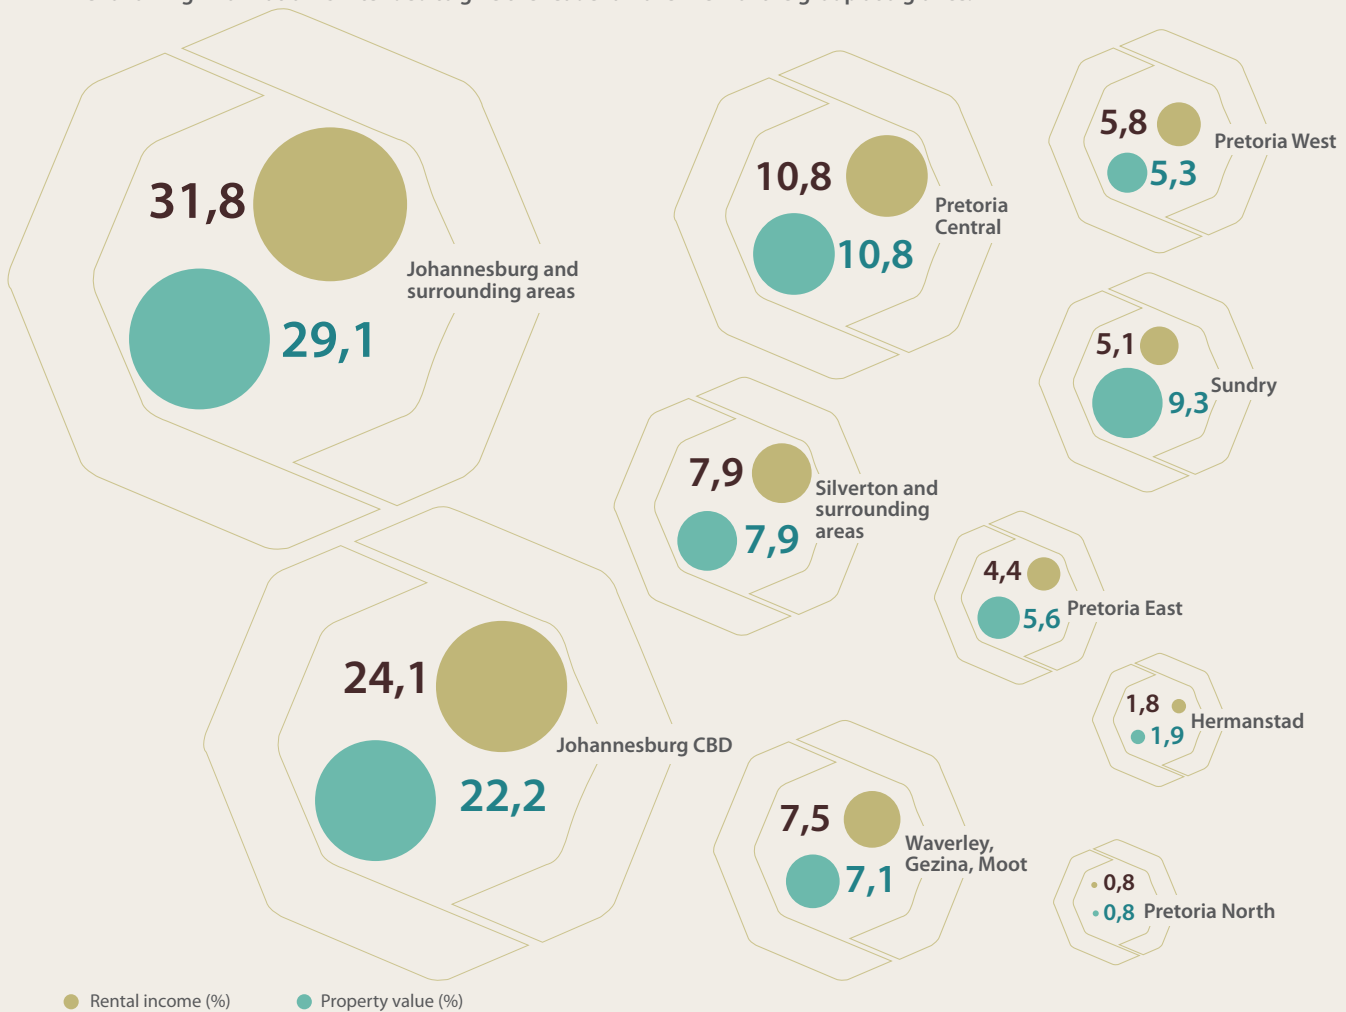 31,8
Johannesburg and
surrounding areas
29,1
10,8
Pretoria
Central
10,8
5,8
Pretoria West
5,3
5,1
Sundry
9,3
7,9
Silverton and
surrounding
areas
7,9
4,4
Pretoria East
5,6
24,1
Johannesburg CBD
22,2
1,8
Hermanstad
1,9
7,5
Waverley,
Gezina, Moot
7,1
0,8
0,8 Pretoria North
Rental income (%) Property value (%)